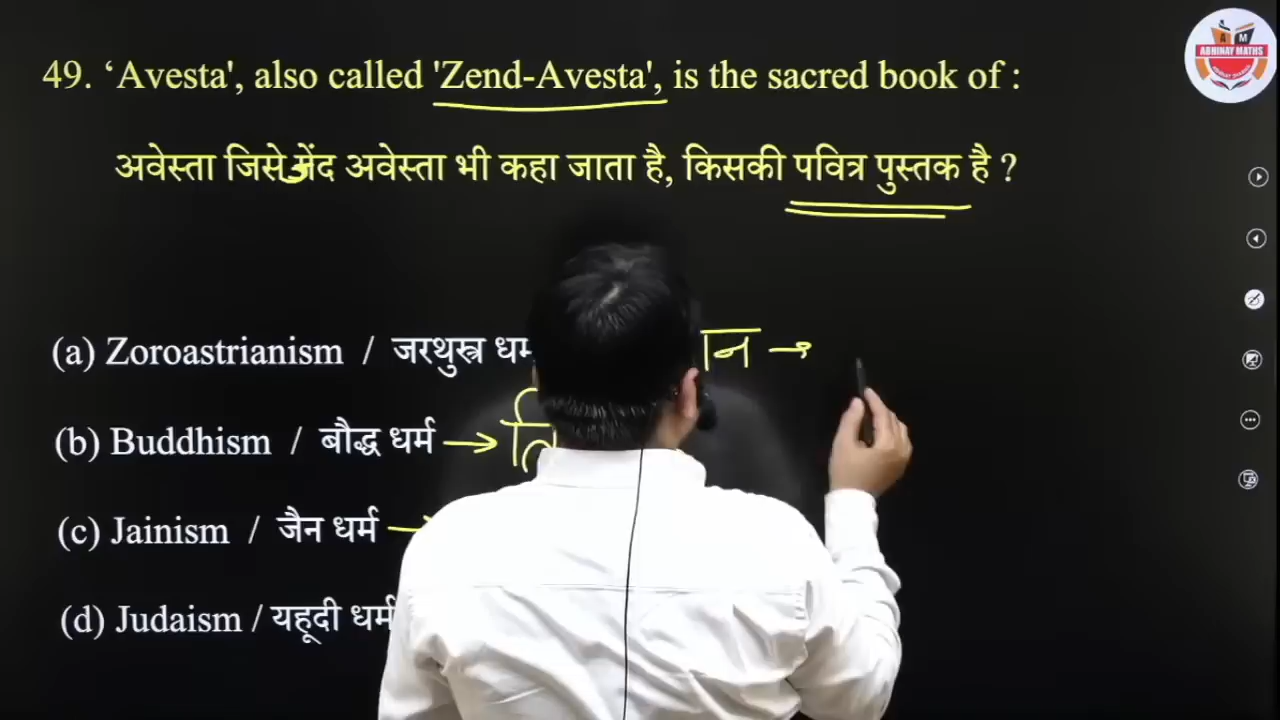 49. ‘Avesta', also called 'Zend-Avesta', is the sacred book of :
अवेस्ता जिसे जेंद अवेस्ता भी कहा जाता है, किसकी पवित्र पुस्तक है ?
(a) Zoroastrianism / जरथुस्त्र
(b) Buddhism / बौद्ध धर्म →
(c) Jainism / जैन धर्म →
(d) Judaism / यहूदी धर्म
A M
ABHINAY MATHS